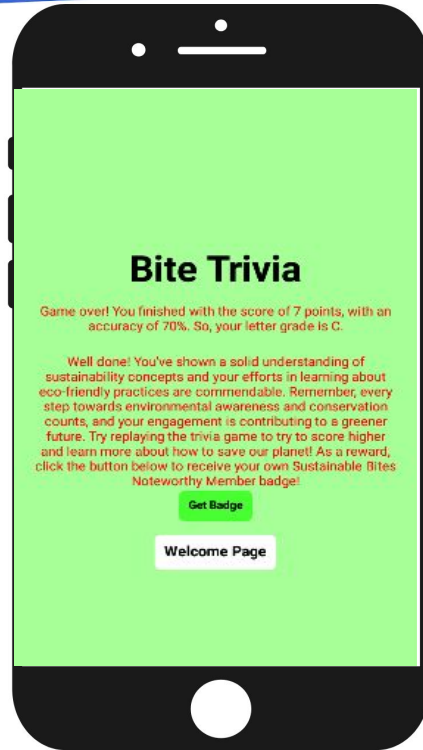 Bite Trivia
Game over! You finished with the score of 7 points, with an
accuracy of 70%. So, your letter grade is C.
Well done! You've shown a solid understanding of
sustainability concepts and your efforts in learning about
eco-friendly practices are commendable. Remember, every
step towards environmental awareness and conservation
counts, and your engagement is contributing to a greener
future. Try replaying the trivia game to try to score higher
and learn more about how to save our planet! As a reward,
click the button below to receive your own Sustainable Bites
Noteworthy Member badge!
Get Badge
Welcome Page